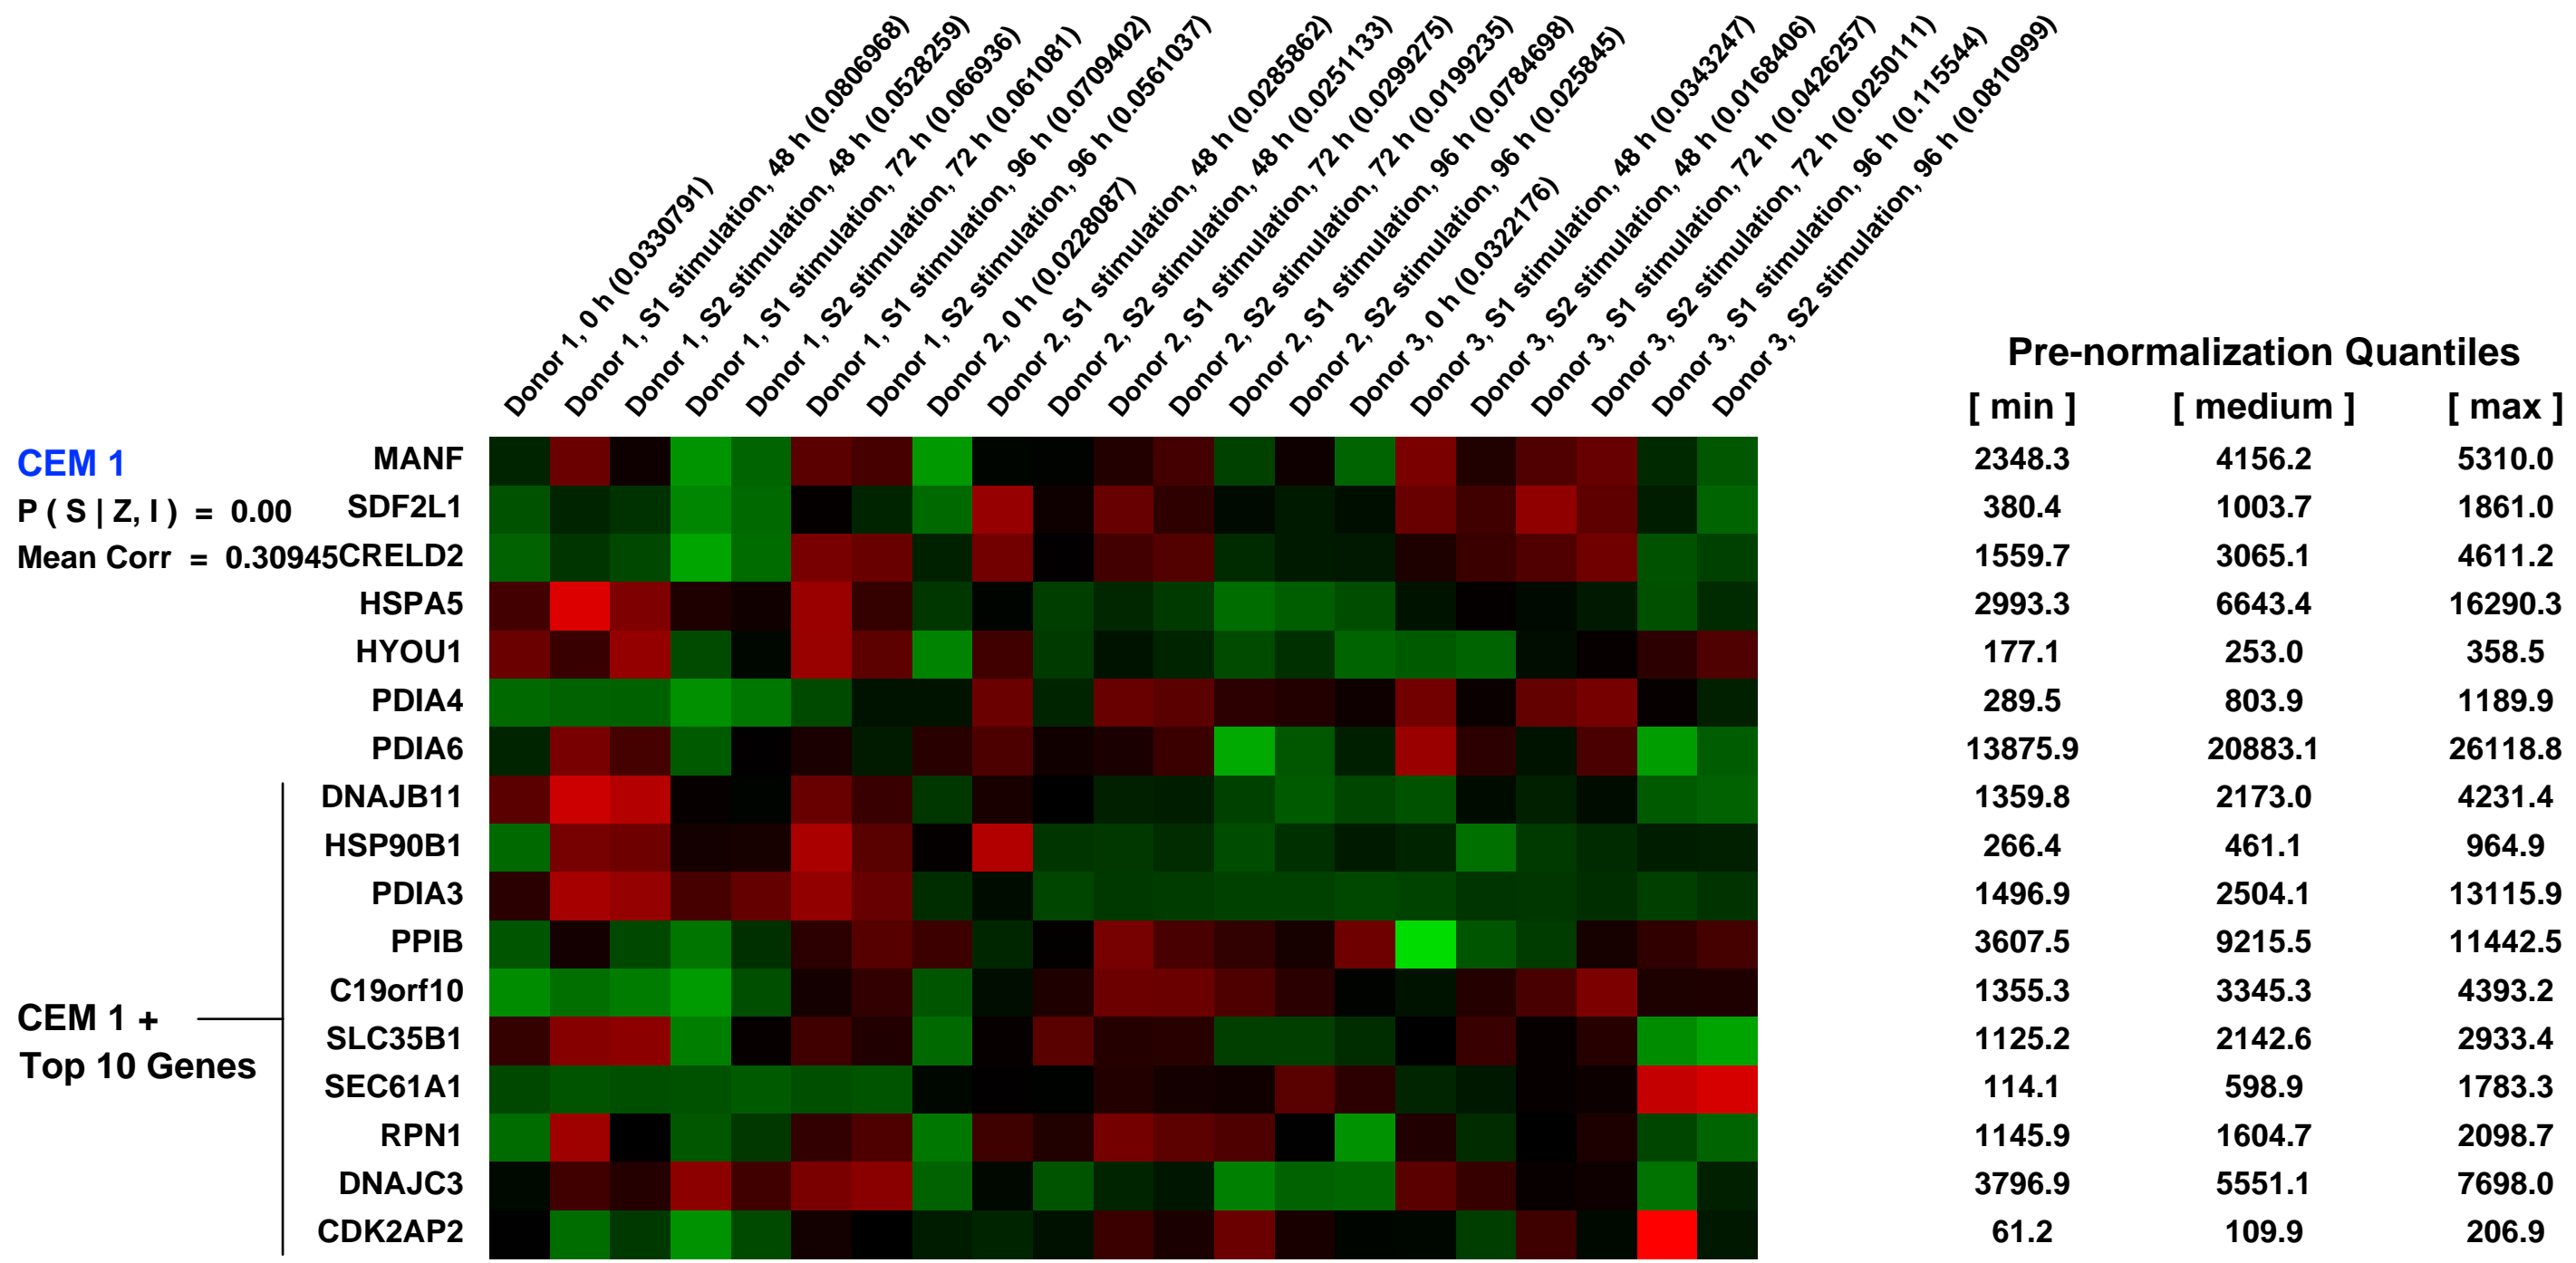 Donor 1, 0 h (0.0330791)
Donor 1, S1 stimulation, 48 h (0.0806968)
Donor 1, S2 stimulation, 48 h (0.0528259)
Donor 1, S1 stimulation, 72 h (0.066936)
Donor 1, S2 stimulation, 72 h (0.061081)
Donor 1, S1 stimulation, 96 h (0.0709402)
Donor 1, S2 stimulation, 96 h (0.0561037)
Donor 2, 0 h (0.0228087)
Donor 2, S1 stimulation, 48 h (0.0285862)
Donor 2, S2 stimulation, 48 h (0.0251133)
Donor 2, S1 stimulation, 72 h (0.0299275)
Donor 2, S2 stimulation, 72 h (0.0199235)
Donor 2, S1 stimulation, 96 h (0.0784698)
Donor 2, S2 stimulation, 96 h (0.025845)
Donor 3, 0 h (0.0322176)
Donor 3, S1 stimulation, 48 h (0.0343247)
Donor 3, S2 stimulation, 48 h (0.0168406)
Donor 3, S1 stimulation, 72 h (0.0426257)
Donor 3, S2 stimulation, 72 h (0.0250111)
Donor 3, S1 stimulation, 96 h (0.115544)
Donor 3, S2 stimulation, 96 h (0.0810999)
Pre-normalization Quantiles
[ min ] [ medium ] [ max ]
CEM 1 MANF 2348.3 4156.2 5310.0
P ( S | Z, I ) = 0.00 SDF2L1 380.4 1003.7 1861.0
Mean Corr = 0.30945 CRELD2 1559.7 3065.1 4611.2
HSPA5 2993.3 6643.4 16290.3
HYOU1 177.1 253.0 358.5
PDIA4 289.5 803.9 1189.9
PDIA6 13875.9 20883.1 26118.8
DNAJB11 1359.8 2173.0 4231.4
HSP90B1 266.4 461.1 964.9
PDIA3 1496.9 2504.1 13115.9
PPIB 3607.5 9215.5 11442.5
C19orf10 1355.3 3345.3 4393.2
CEM 1 +
SLC35B1 1125.2 2142.6 2933.4
Top 10 Genes
SEC61A1 114.1 598.9 1783.3
RPN1 1145.9 1604.7 2098.7
DNAJC3 3796.9 5551.1 7698.0
CDK2AP2 61.2 109.9 206.9